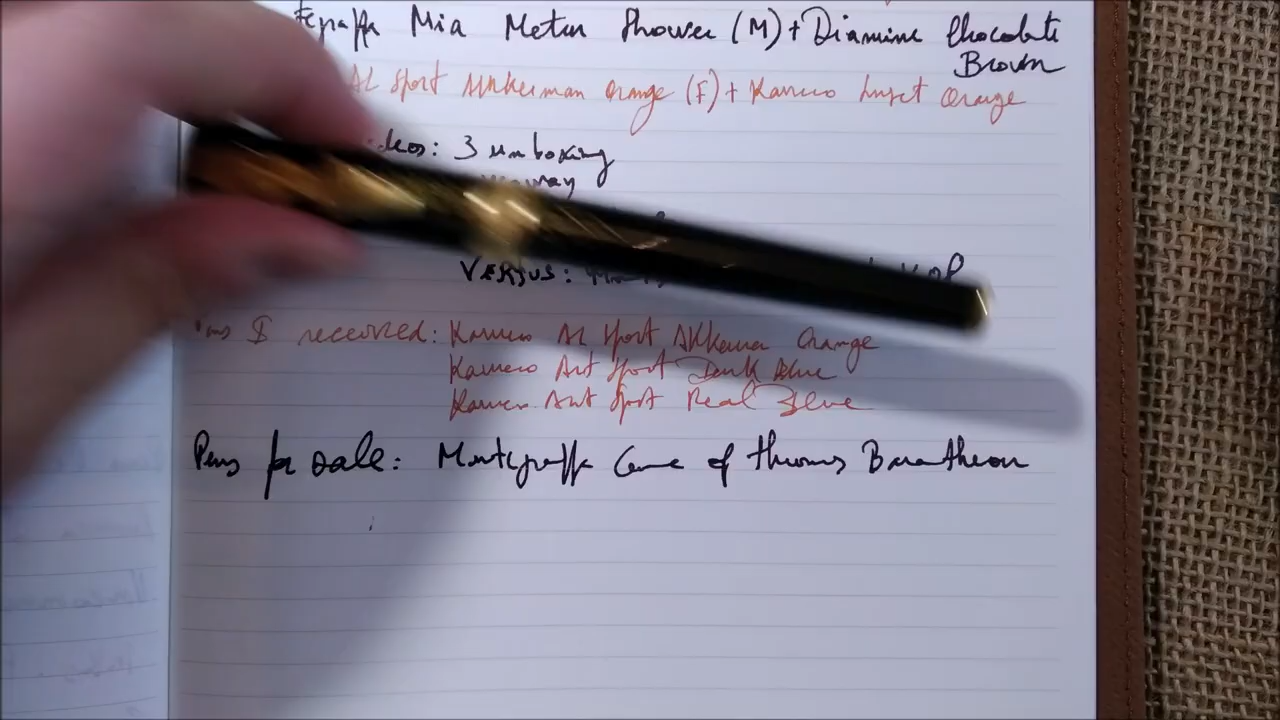 Mia Meteor Shower (M) + Diamine Chocolate
Brown
AL Sport Akkerman Orange (F) + Kaweco Sunset Orange
3 unboxing
VERSUS:
I received: Kaweco AL Sport Akkerman Orange
Kaweco Art Sport Dark Blue
Kaweco Art Sport Real Blue
Pens for sale: Montegrappa Game of thrones Baratheon